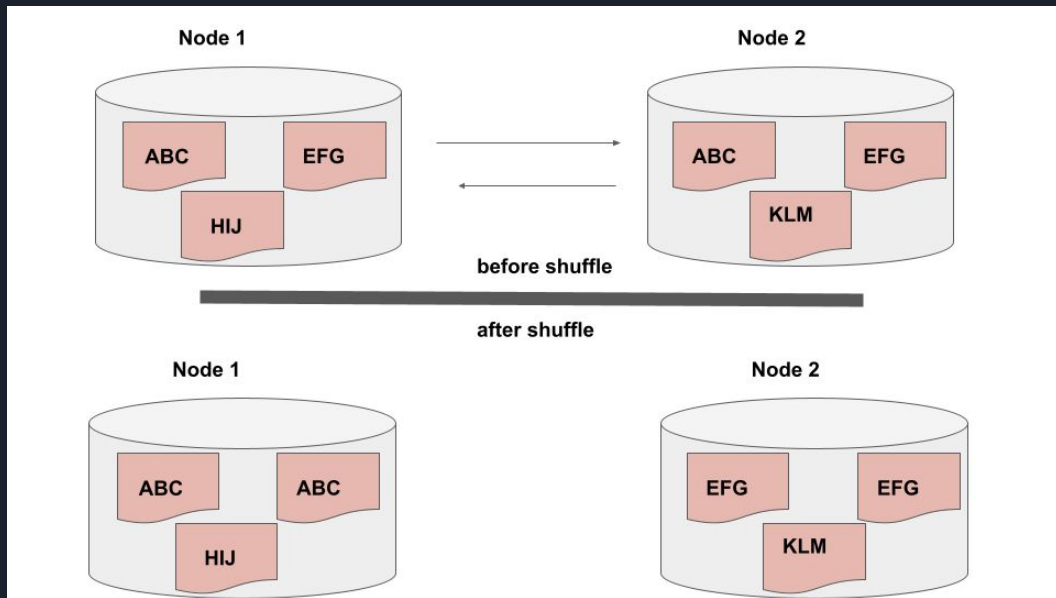 Node 1
Node 2
ABC
EFG
ABC
EFG
HIJ
KLM
before shuffle
after shuffle
Node 1
Node 2
ABC
ABC
EFG
EFG
HIJ
KLM